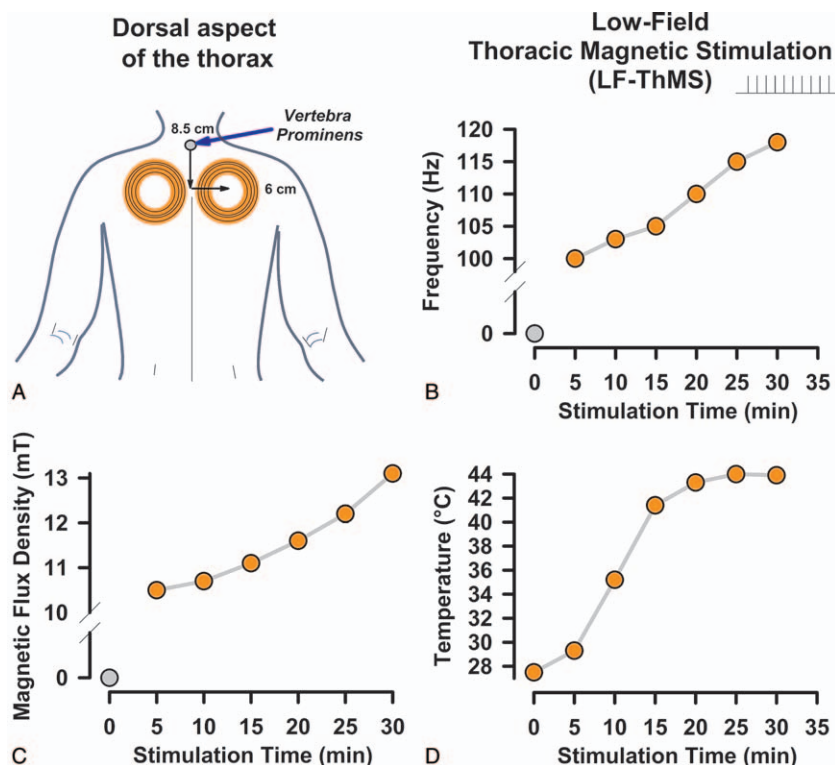 Dorsal aspect
of the thorax
8.5 cm
Vertebra
Prominens
6 cm
A
Low-Field
Thoracic Magnetic Stimulation
(LF-ThMS)
Frequency (Hz)
120
115
110
105
100
0
0 5 10 15 20 25 30 35
Stimulation Time (min)
B
Magnetic Flux Density (mT)
13
12
11
10
0
0 5 10 15 20 25 30
Stimulation Time (min)
C
Temperature (°C)
44
42
40
38
36
34
30
28
0 5 10 15 20 25 30 35
Stimulation Time (min)
D